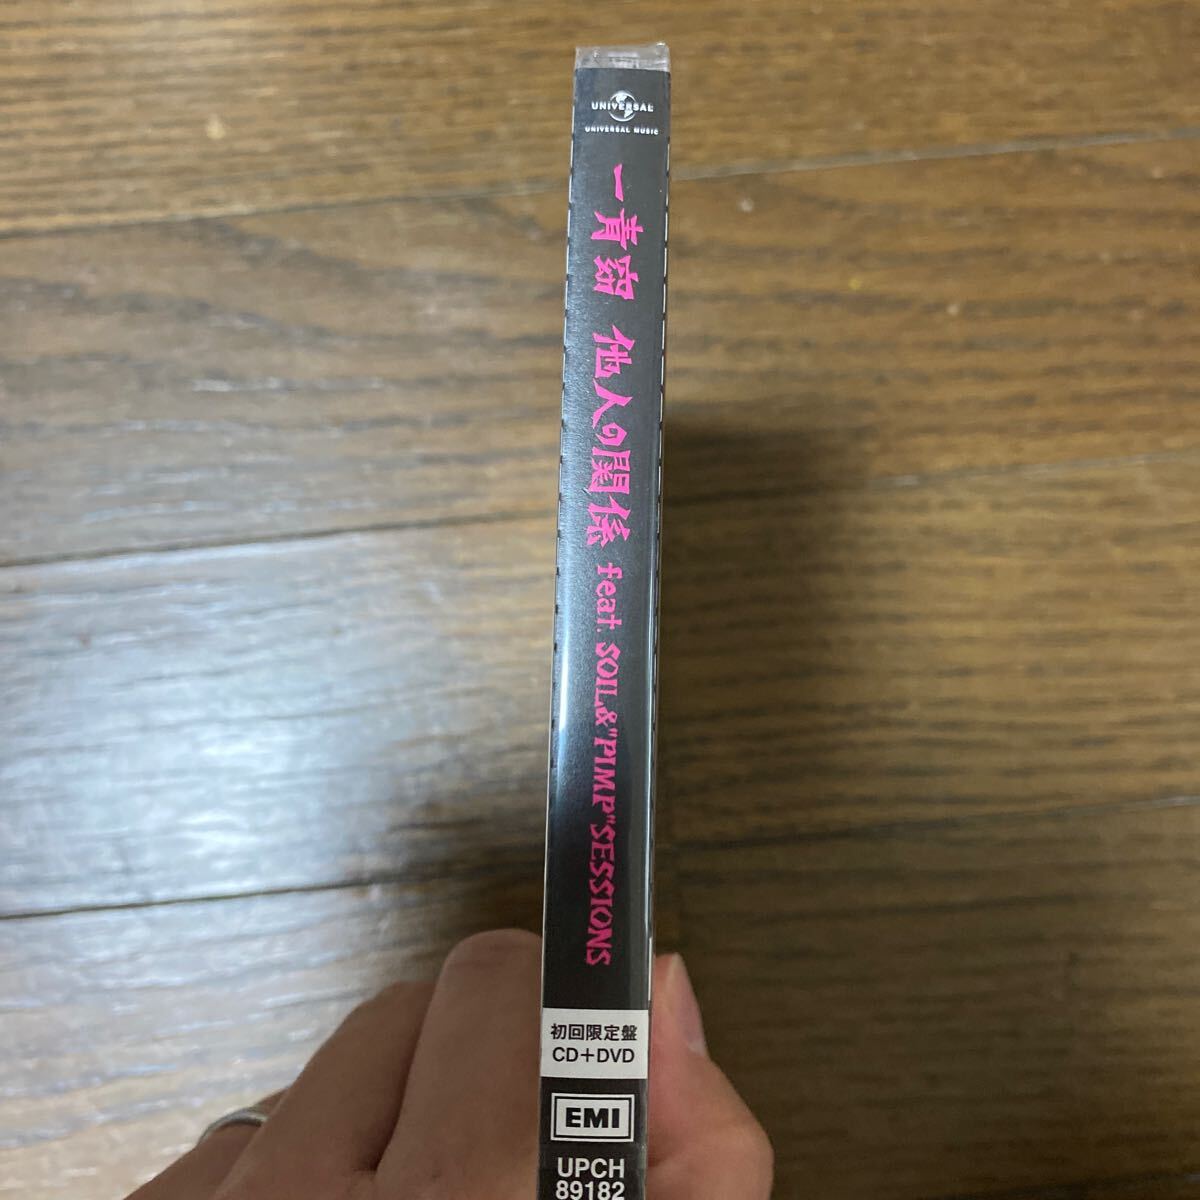 UNIVERSAL
UNIVERSAL MUSIC
一青窈 他人の関係 feat. SOIL&"PIMP"SESSIONS
初回限定盤
CD+DVD
EMI
UPCH
89182